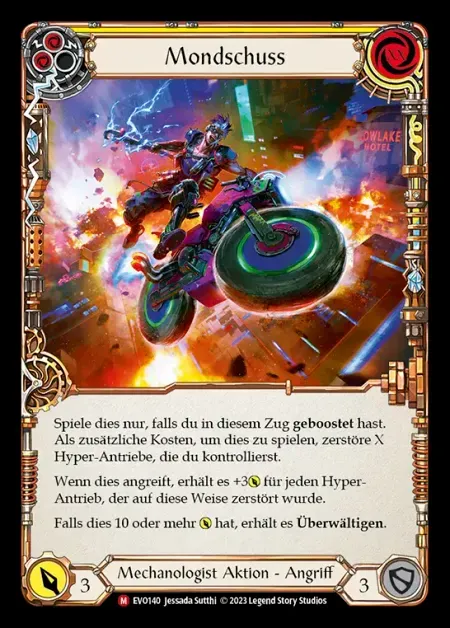 Mondschuss
OWLAKE
HOTEL
Spiele dies nur, falls du in diesem Zug geboostet hast.
Als zusätzliche Kosten, um dies zu spielen, zerstöre X
Hyper-Antriebe, die du kontrollierst.
Wenn dies angreift, erhält es +3 für jeden Hyper-
Antrieb, der auf diese Weise zerstört wurde.
Falls dies 10 oder mehr hat, erhält es Überwältigen.
3 Mechanologist Aktion - Angriff 3
M EVO140 Jessada Sutthi © 2023 Legend Story Studios